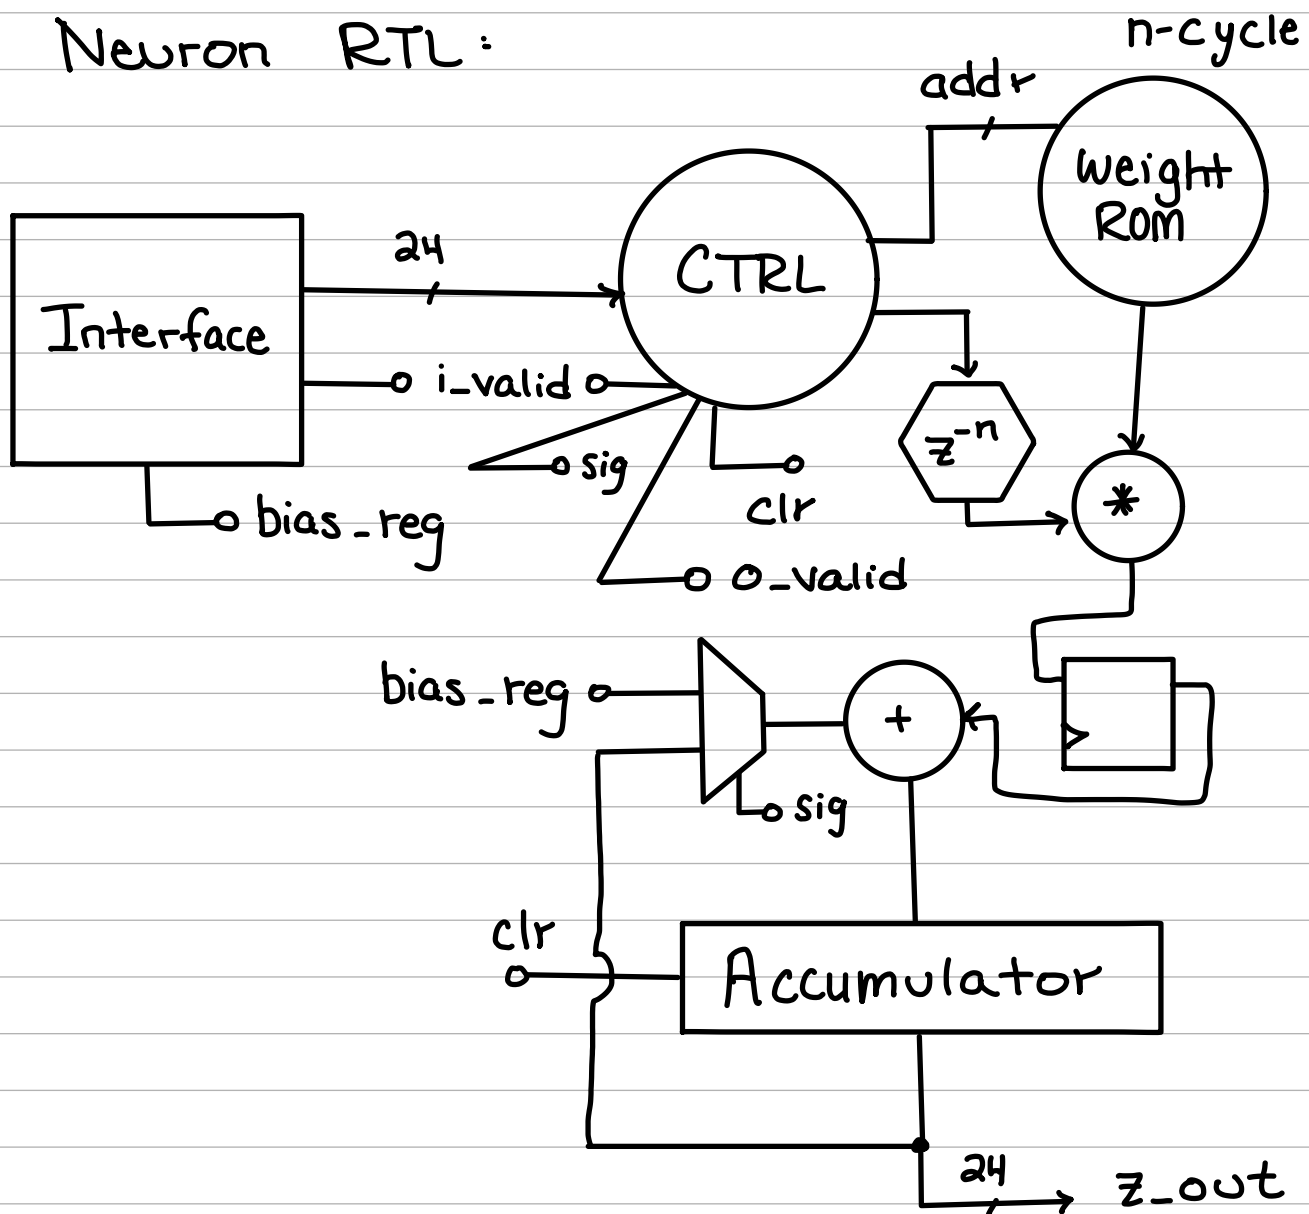 Neuron RTL:
n-cycle
addr
Weight
ROM
24
CTRL
Interface
i_valid
z⁻ⁿ
sig
*
clr
bias_reg
o_valid
bias_reg
+
sig
clr
Accumulator
24
z_out